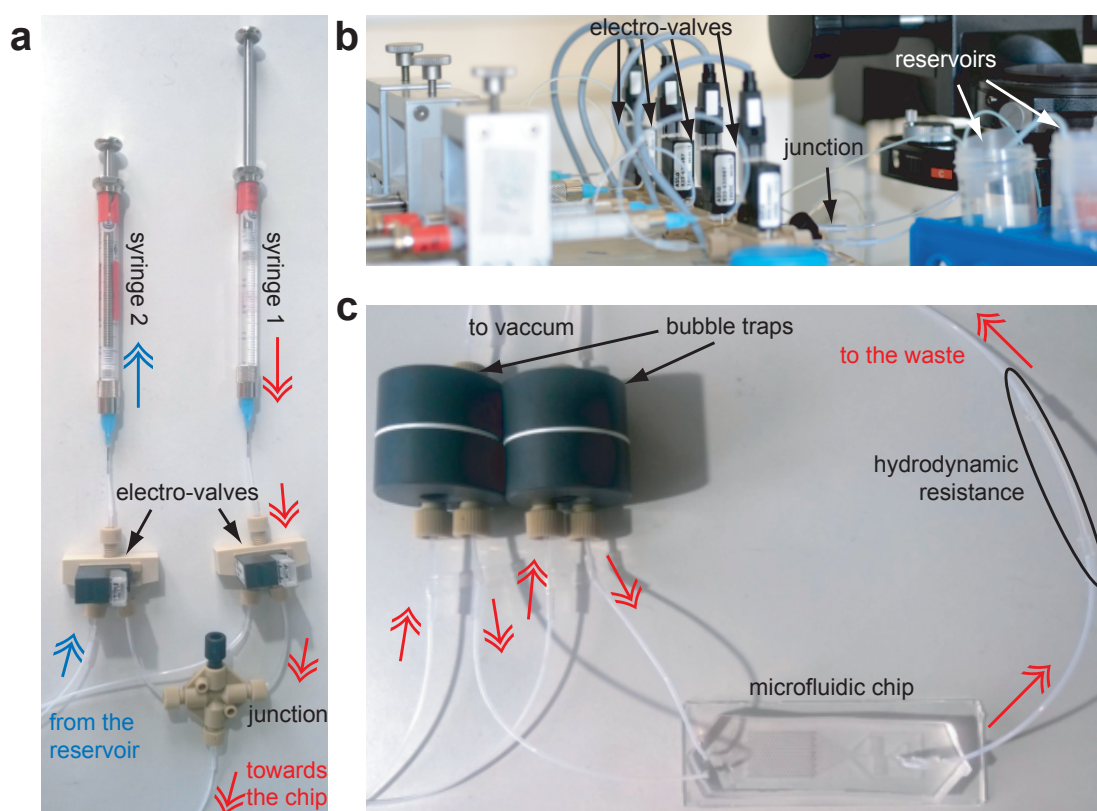 a
syringe 2
syringe 1
electro-valves
from the
reservoir
junction
towards
the chip
b
electro-valves
reservoirs
junction
c
to vaccum
bubble traps
to the waste
hydrodynamic
resistance
microfluidic chip